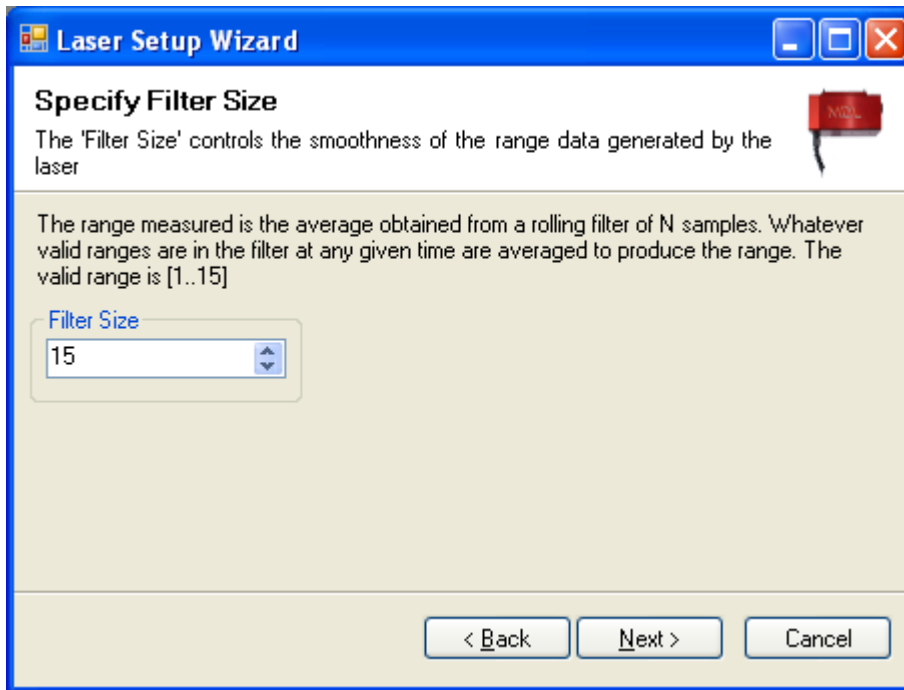 Laser Setup Wizard
Specify Filter Size
The 'Filter Size' controls the smoothness of the range data generated by the
laser
MDL
The range measured is the average obtained from a rolling filter of N samples. Whatever
valid ranges are in the filter at any given time are averaged to produce the range. The
valid range is [1..15]
Filter Size
15
< Back
Next >
Cancel